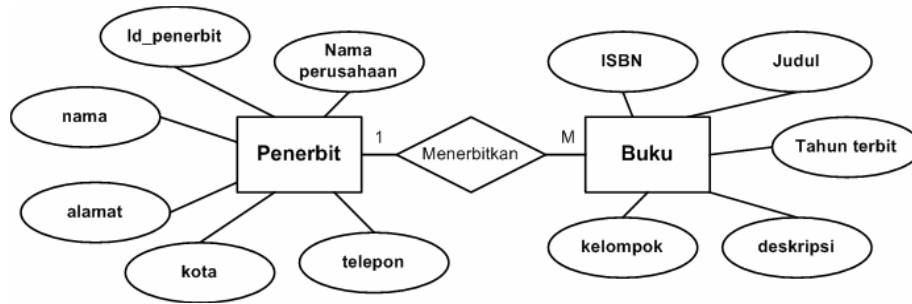 Id_penerbit
Nama
perusahaan
ISBN
Judul
nama
Penerbit
1
Menerbitkan
M
Buku
Tahun terbit
alamat
kota
telepon
kelompok
deskripsi